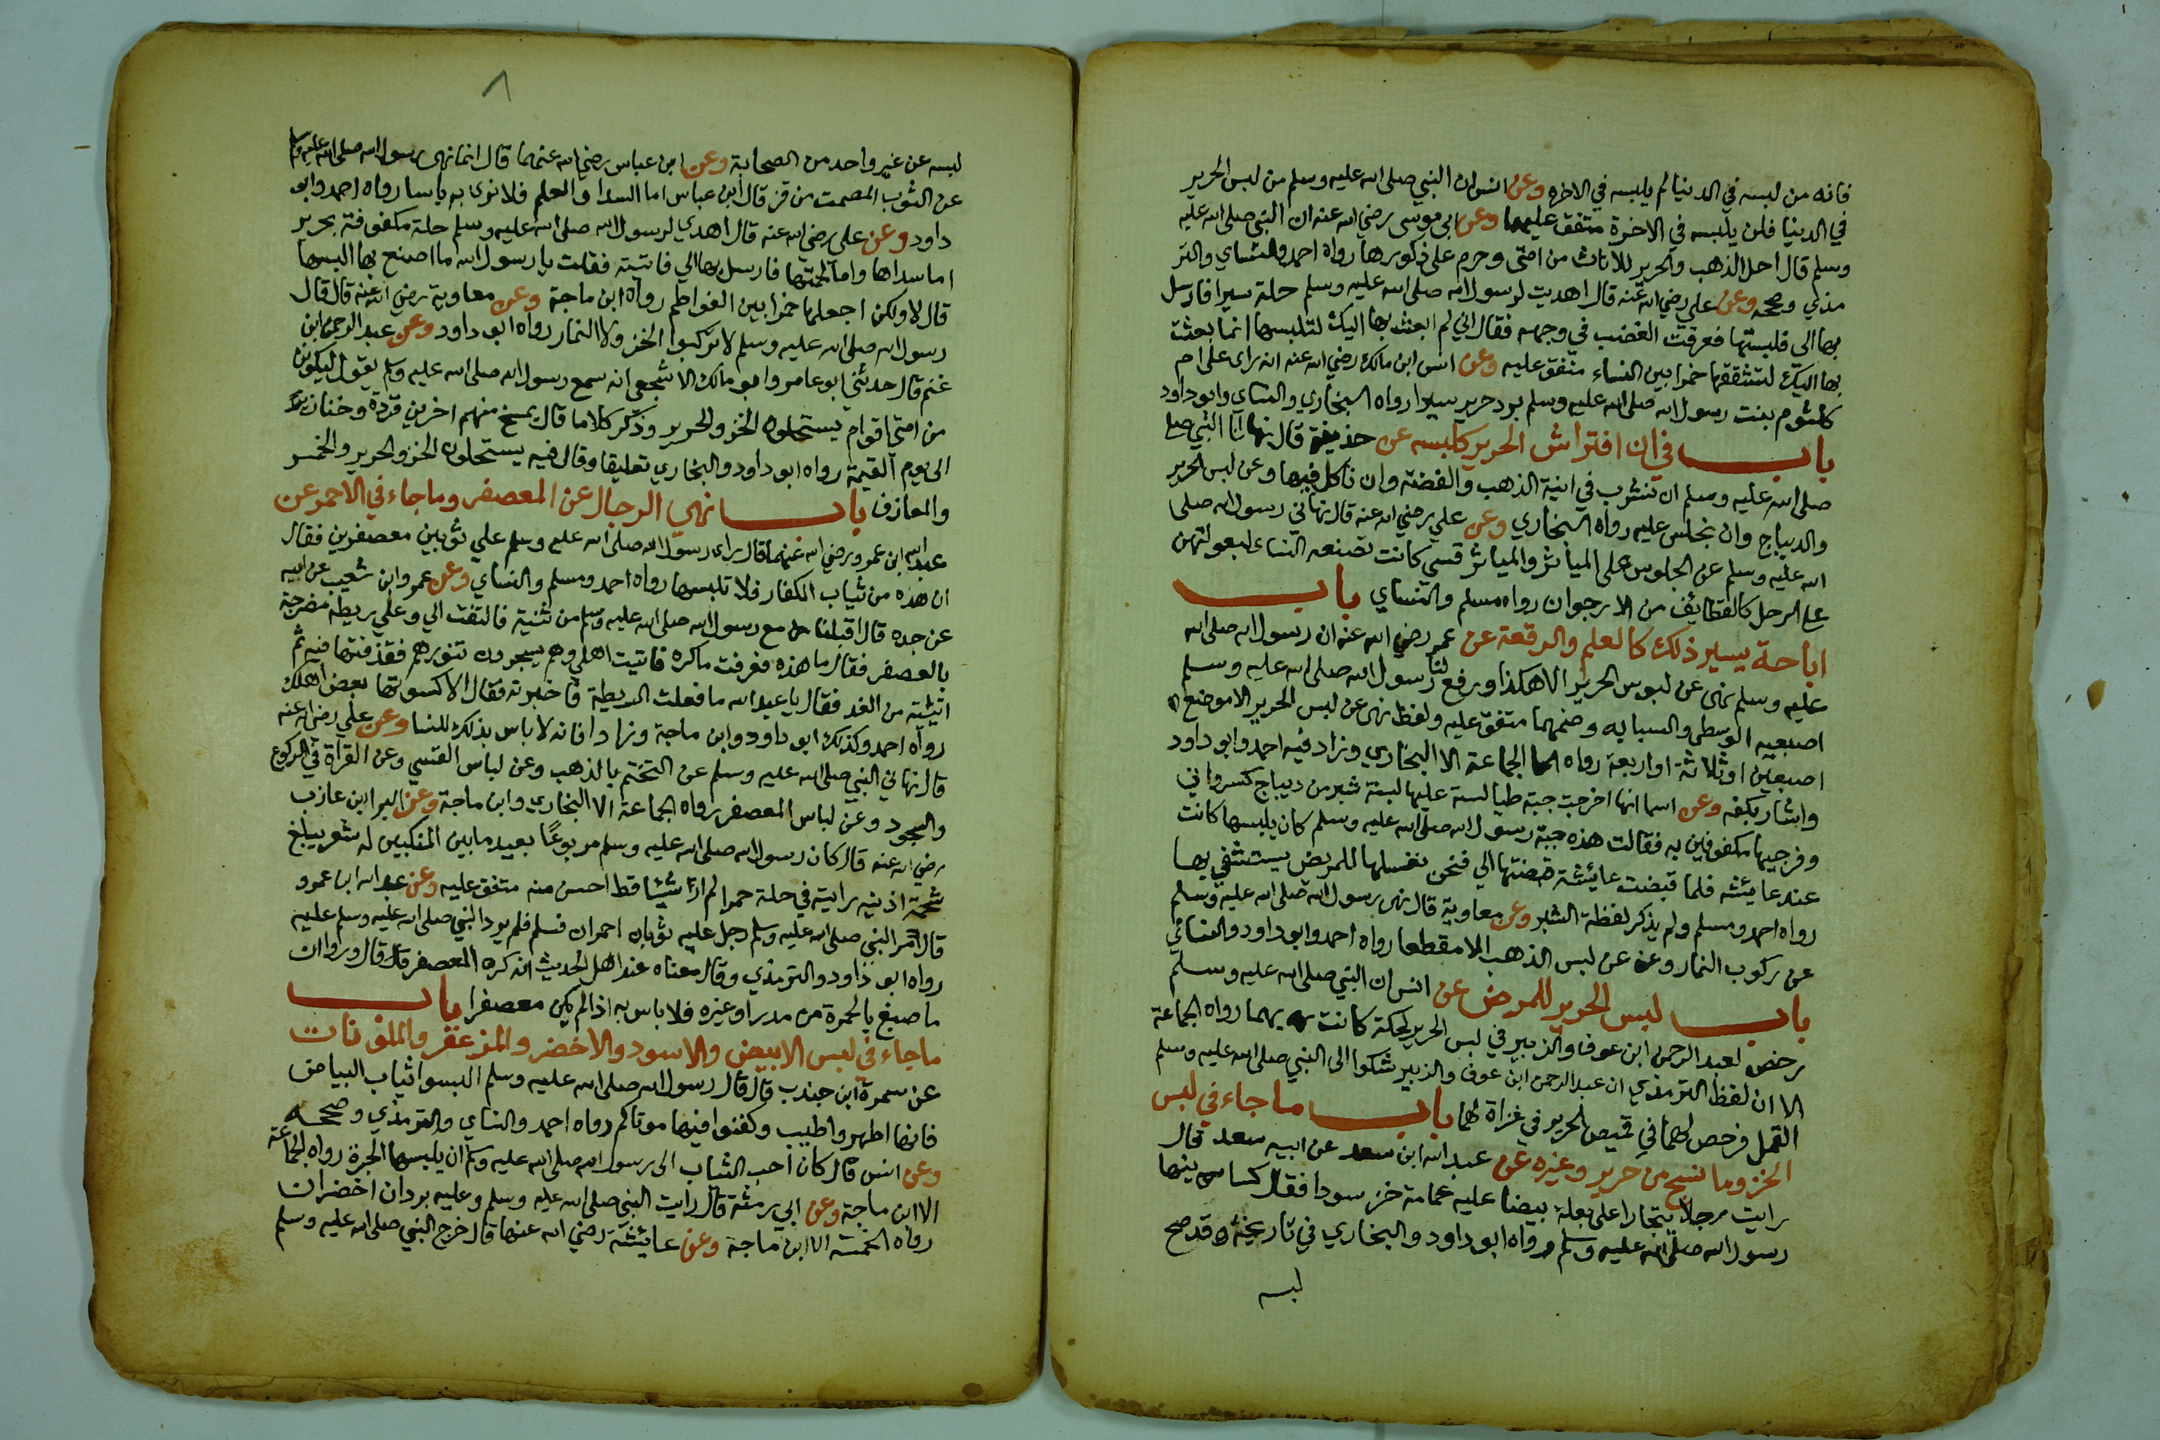 فانه من لبسه في الدنيا لم يلبسه في الاخرة وعن انس ان النبي صلى الله عليه وسلم من لبس الحرير
في الدنيا فلن يلبسه في الاخرة متفق عليهما وعن ابي موسى رضي الله عنه ان النبي صلى الله عليه
وسلم قال احل الذهب والحرير للاناث من امتي وحرم على ذكورها رواه احمد والنساي والتر
مذي وصححه وعن علي رضي الله عنه قال اهديت لرسول الله صلى الله عليه وسلم حلة سيرا فارسل
بها الى فلبستها فعرفت الغضب في وجهه فقال اني لم ابعث بها اليك لتلبسها انما بعثت
بها اليك لتشققها خمرا بين النساء متفق عليه وعن انس ابن مالك رضي الله عنه انه راى على ام
كلثوم بنت رسول الله صلى الله عليه وسلم برد حرير سيرا رواه البخاري والنساي وابو داود
باب في ان افتراش الحرير كلبسه عن حذيفة قال نهانا النبي صلى
صلى الله عليه وسلم ان نشرب في انية الذهب والفضة وان ناكل فيها وعن لبس الحرير
والديباج وان نجلس عليه رواه البخاري وعن علي رضي الله عنه قال نهاني رسول الله صلى
الله عليه وسلم عن الجلوس على المياثر والمياثر قسي كانت تصنعه النساء لبعولتهن
على الرحل كالقطايف من الارجوان رواه مسلم والنساي باب
اباحة يسير ذلك كالعلم والرقعة عن عمر رضي الله عنه ان رسول الله صلى الله
عليه وسلم نهى عن لبوس الحرير الا هكذا ورفع لنا رسول الله صلى الله عليه وسلم
اصبعيه الوسطى والسبابه وضمهما متفق عليه ولفظ نهى عن لبس الحرير الا موضع
اصبعين او ثلاثة او اربعة رواه الجماعة الا البخاري وزاد فيه احمد وابو داود
واشار بكفه وعن اسما انها اخرجت جبة طيالسة عليها لبنة شبر من ديباج كسرواني
وفرجيها مكفوفين به فقالت هذه جبة رسول الله صلى الله عليه وسلم كان يلبسها كانت
عند عايشه فلما قبضت عايشة قبضتها الي فنحن نغسلها للمريض يستشفي بها
رواه احمد ومسلم ولم يذكر لفظة الشبر وعن معاوية قال نهى رسول الله صلى الله عليه وسلم
عن ركوب النمار وعن لبس الذهب الا مقطعا رواه احمد وابو داود والنساي
باب لبس الحرير للمرض عن انس ان النبي صلى الله عليه وسلم
رخص لعبد الرحمن ابن عوف والزبير في لبس الحرير لحكة كانت بهما رواه الجماعة
الا ان لفظ الترمذي ان عبد الرحمن ابن عوف والزبير شكوا الى النبي صلى الله عليه وسلم
القمل فرخص لهما في قميص الحرير في غزاة لهما باب ما جاء في لبس
الخز وما نسج من حرير وغيره عن عبد الله ابن سعد عن ابيه سعد قال
رايت رجلا ببخارا على بغلة بيضا عليه عمامة خز سودا فقال كسانيها
رسول الله صلى الله عليه وسلم رواه ابو داود والبخاري في تاريخه وقد صح
لبسه
٨
لبسه عن غير واحد من الصحابة وعن ابن عباس رضي الله عنهما قال انما نهى رسول الله صلى الله عليه وسلم
عن الثوب المصمت من قز قال ابن عباس اما السدا والعلم فلا نرى به باسا رواه احمد وابو
داود وعن علي رضي الله عنه قال اهدي لرسول الله صلى الله عليه وسلم حلة مكفوفة بحرير
اما سداها واما لحمتها فارسل بها الي فاتيته فقلت يا رسول الله ما اصنع بها البسها
قال لا ولكن اجعلها خمرا بين الفواطم رواه ابن ماجة وعن معاوية رضي الله عنه قال قال
رسول الله صلى الله عليه وسلم لا تركبوا الخز ولا النمار رواه ابو داود وعن عبد الرحمن ابن
غنم قال حدثني ابو عامر وابو مالك الاشجعي انه سمع رسول الله صلى الله عليه وسلم يقول ليكونن
من امتي اقوام يستحلون الخز والحرير وذكر كلاما قال يمسخ منهم اخرين قردة وخنازير
الى يوم القيمة رواه ابو داود والبخاري تعليقا وقال فيه يستحلون الخز والحرير والخمر
والمعازف باب نهي الرجال عن المعصفر وما جاء في الاحمر عن
عبد الله ابن عمرو رضي الله عنهما قال راى رسول الله صلى الله عليه وسلم علي ثوبين معصفرين فقال
ان هذه من ثياب الكفار فلا تلبسها رواه احمد ومسلم والنساي وعن عمرو ابن شعيب عن ابيه
عن جده قال اقبلنا مع رسول الله صلى الله عليه وسلم من ثنية فالتفت الي وعلي ريطة مضرجة
بالعصفر فقال ما هذه فعرفت ماكره فاتيت اهلي وهم يسجرون تنورهم فقذفتها فيه ثم
اتيته من الغد فقال يا عبد الله ما فعلت الريطة فاخبرته فقال الا كسوتها بعض اهلك
رواه احمد وكذلك ابو داود وابن ماجة وزاد افانه لا باس بذلك للنسا وعن علي رضي الله عنه
قال نهاني النبي صلى الله عليه وسلم عن التختم بالذهب وعن لباس القسي وعن القراة في الركوع
والسجود وعن لباس المعصفر رواه الجماعة الا البخاري وابن ماجة وعن البرا ابن عازب
رضي الله عنه قال كان رسول الله صلى الله عليه وسلم مربوعًا بعيد مابين المنكبين له شعر يبلغ
شحمة اذنيه رايته في حلة حمرا لم ار شيئا قط احسن منه متفق عليه وعن عبد الله ابن عمرو
قال مر النبي صلى الله عليه وسلم رجل عليه ثوبان احمران فسلم فلم يرد النبي صلى الله عليه وسلم عليه
رواه ابو داود والترمذي وقال معناه عند اهل الحديث انه كره المعصفر قال وراوا ان
ما صبغ بالحمرة من مدر او غيره فلا باس به اذا لم يكن معصفرا باب
ما جاء في لبس الابيض والاسود والاخضر والمزعفر والملونات
عن سمرة ابن جندب قال قال رسول الله صلى الله عليه وسلم البسوا ثياب البياض
فانها اطهر واطيب وكفنوا فيها موتاكم رواه احمد والنساي والترمذي وصححه
وعن انس قال كان احب الثياب الى رسول الله صلى الله عليه وسلم ان يلبسها الحبرة رواه الجماعة
الا ابن ماجة وعن ابي رمثة قال رايت النبي صلى الله عليه وسلم وعليه بردان اخضران
رواه الخمسة الا ابن ماجة وعن عائشة رضي الله عنها قال خرج النبي صلى الله عليه وسلم